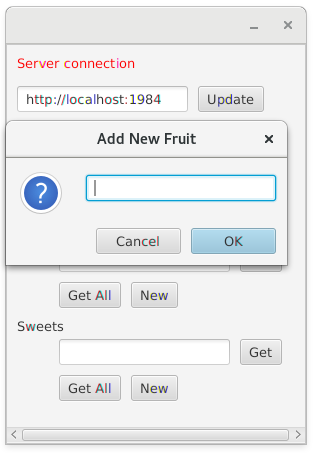 Server connection
http://localhost:1984 Update
Add New Fruit
Cancel OK
Get All New
Sweets
Get
Get All New